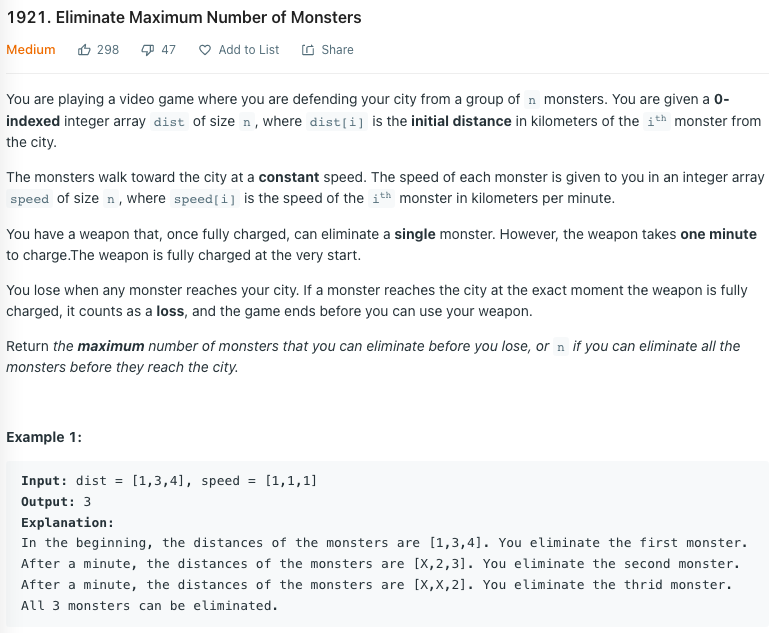 1921. Eliminate Maximum Number of Monsters
Medium 298 47 Add to List Share
You are playing a video game where you are defending your city from a group of n monsters. You are given a 0-
indexed integer array dist of size n, where dist[i] is the initial distance in kilometers of the ith monster from
the city.
The monsters walk toward the city at a constant speed. The speed of each monster is given to you in an integer array
speed of size n, where speed[i] is the speed of the ith monster in kilometers per minute.
You have a weapon that, once fully charged, can eliminate a single monster. However, the weapon takes one minute
to charge.The weapon is fully charged at the very start.
You lose when any monster reaches your city. If a monster reaches the city at the exact moment the weapon is fully
charged, it counts as a loss, and the game ends before you can use your weapon.
Return the maximum number of monsters that you can eliminate before you lose, or n if you can eliminate all the
monsters before they reach the city.
Example 1:
Input: dist = [1,3,4], speed = [1,1,1]
Output: 3
Explanation:
In the beginning, the distances of the monsters are [1,3,4]. You eliminate the first monster.
After a minute, the distances of the monsters are [X,2,3]. You eliminate the second monster.
After a minute, the distances of the monsters are [X,X,2]. You eliminate the thrid monster.
All 3 monsters can be eliminated.